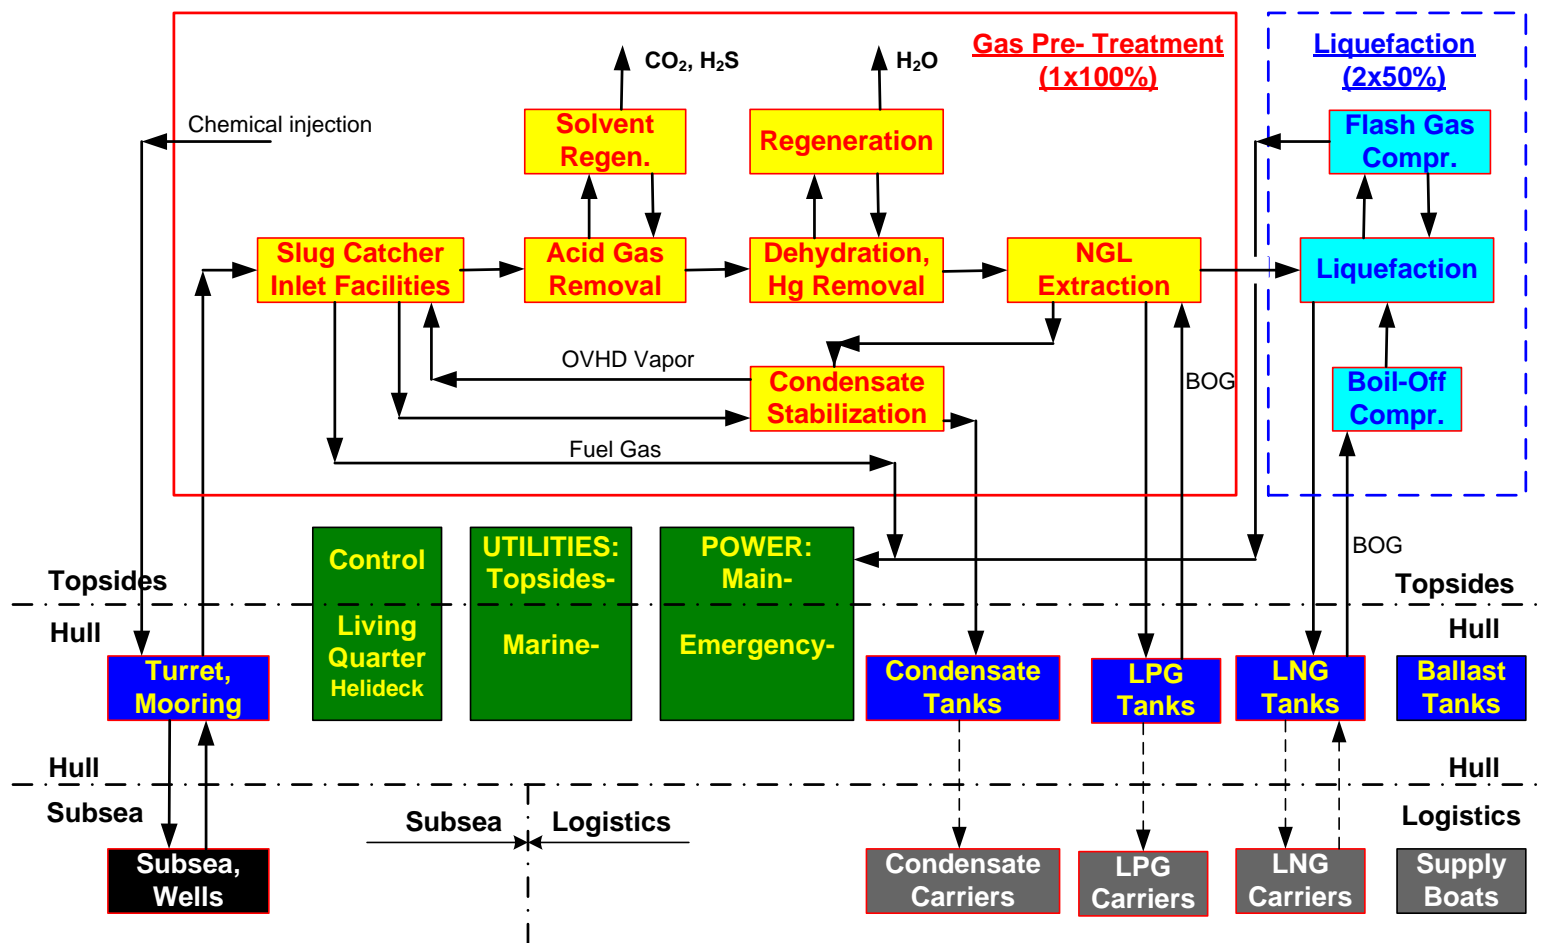 Gas Pre- Treatment
(1x100%)
Liquefaction
(2x50%)
CO₂, H₂S
H₂O
Chemical injection
Solvent
Regen.
Regeneration
Flash Gas
Compr.
Slug Catcher
Inlet Facilities
Acid Gas
Removal
Dehydration,
Hg Removal
NGL
Extraction
Liquefaction
OVHD Vapor
Condensate
Stabilization
BOG
Boil-Off
Compr.
Fuel Gas
Control
Living
Quarter
Helideck
UTILITIES:
Topsides-
Marine-
POWER:
Main-
Emergency-
BOG
Topsides
Topsides
Hull
Hull
Turret,
Mooring
Condensate
Tanks
LPG
Tanks
LNG
Tanks
Ballast
Tanks
Hull
Hull
Subsea
Subsea
Logistics
Logistics
Subsea,
Wells
Condensate
Carriers
LPG
Carriers
LNG
Carriers
Supply
Boats